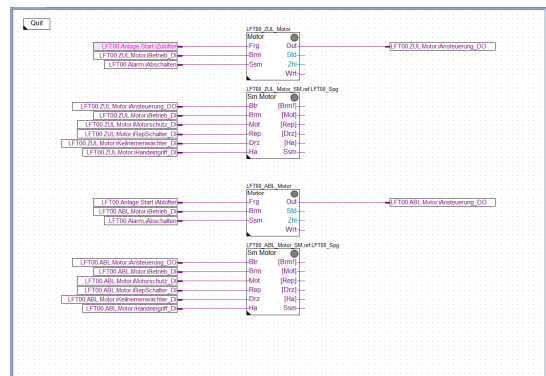 Quit
LFT00_ZUL_Motor
Motor
LFT00.Anlage.Start.iZulüfter Frg Out LFT00.ZUL.Motor.iAnsteuerung_DO
LFT00.ZUL.Motor.iBetrieb_DI Brm Std
LFT00.Alarm.iAbschalten Ssm Zhl
Wrt
LFT00_ZUL_Motor_SM,ref:LFT00_Spg
Sm Motor
LFT00.ZUL.Motor.iAnsteuerung_DO Btr [Brm!]
LFT00.ZUL.Motor.iBetrieb_DI Brm [Mot]
LFT00.ZUL.Motor.iMotorschutz_DI Mot [Rep]
LFT00.ZUL.Motor.iRepSchalter_DI Rep [Drz]
LFT00.ZUL.Motor.iKeilriemenwächter_DI Drz [Ha]
LFT00.ZUL.Motor.iHandeingriff_DI Ha Ssm
LFT00_ABL_Motor
Motor
LFT00.Anlage.Start.iAblüfter Frg Out LFT00.ABL.Motor.iAnsteuerung_DO
LFT00.ABL.Motor.iBetrieb_DI Brm Std
LFT00.Alarm.iAbschalten Ssm Zhl
Wrt
LFT00_ABL_Motor_SM,ref:LFT00_Spg
Sm Motor
LFT00.ABL.Motor.iAnsteuerung_DO Btr [Brm!]
LFT00.ABL.Motor.iBetrieb_DI Brm [Mot]
LFT00.ABL.Motor.iMotorschutz_DI Mot [Rep]
LFT00.ABL.Motor.iRepSchalter_DI Rep [Drz]
LFT00.ABL.Motor.iKeilriemenwächter_DI Drz [Ha]
LFT00.ABL.Motor.iHandeingriff_DI Ha Ssm